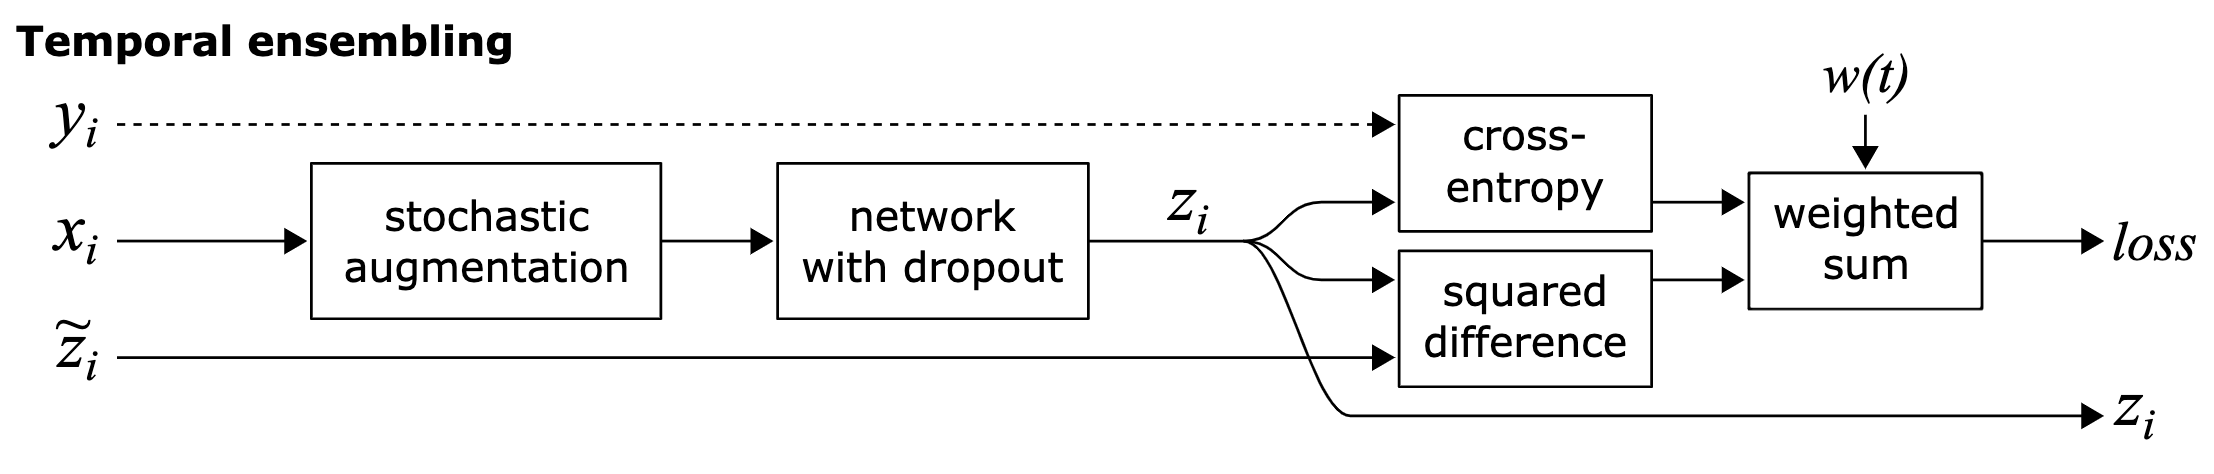 Temporal ensembling
y_i
x_i
z̃_i
stochastic
augmentation
network
with dropout
z_i
cross-
entropy
squared
difference
w(t)
weighted
sum
loss
z_i